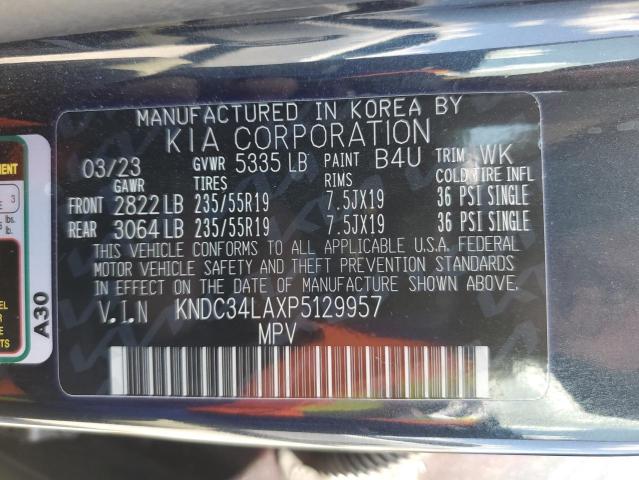 MANUFACTURED IN KOREA BY
KIA CORPORATION
03/23 GVWR 5335 LB PAINT B4U TRIM WK
GAWR TIRES RIMS COLD TIRE INFL
FRONT 2822 LB 235/55R19 7.5JX19 36 PSI SINGLE
REAR 3064 LB 235/55R19 7.5JX19 36 PSI SINGLE
THIS VEHICLE CONFORMS TO ALL APPLICABLE U.S.A. FEDERAL
MOTOR VEHICLE SAFETY AND THEFT PREVENTION STANDARDS
IN EFFECT ON THE DATE OF MANUFACTURE SHOWN ABOVE.
V.I.N KNDC34LAXP5129957
MPV
A30
3
lbs.